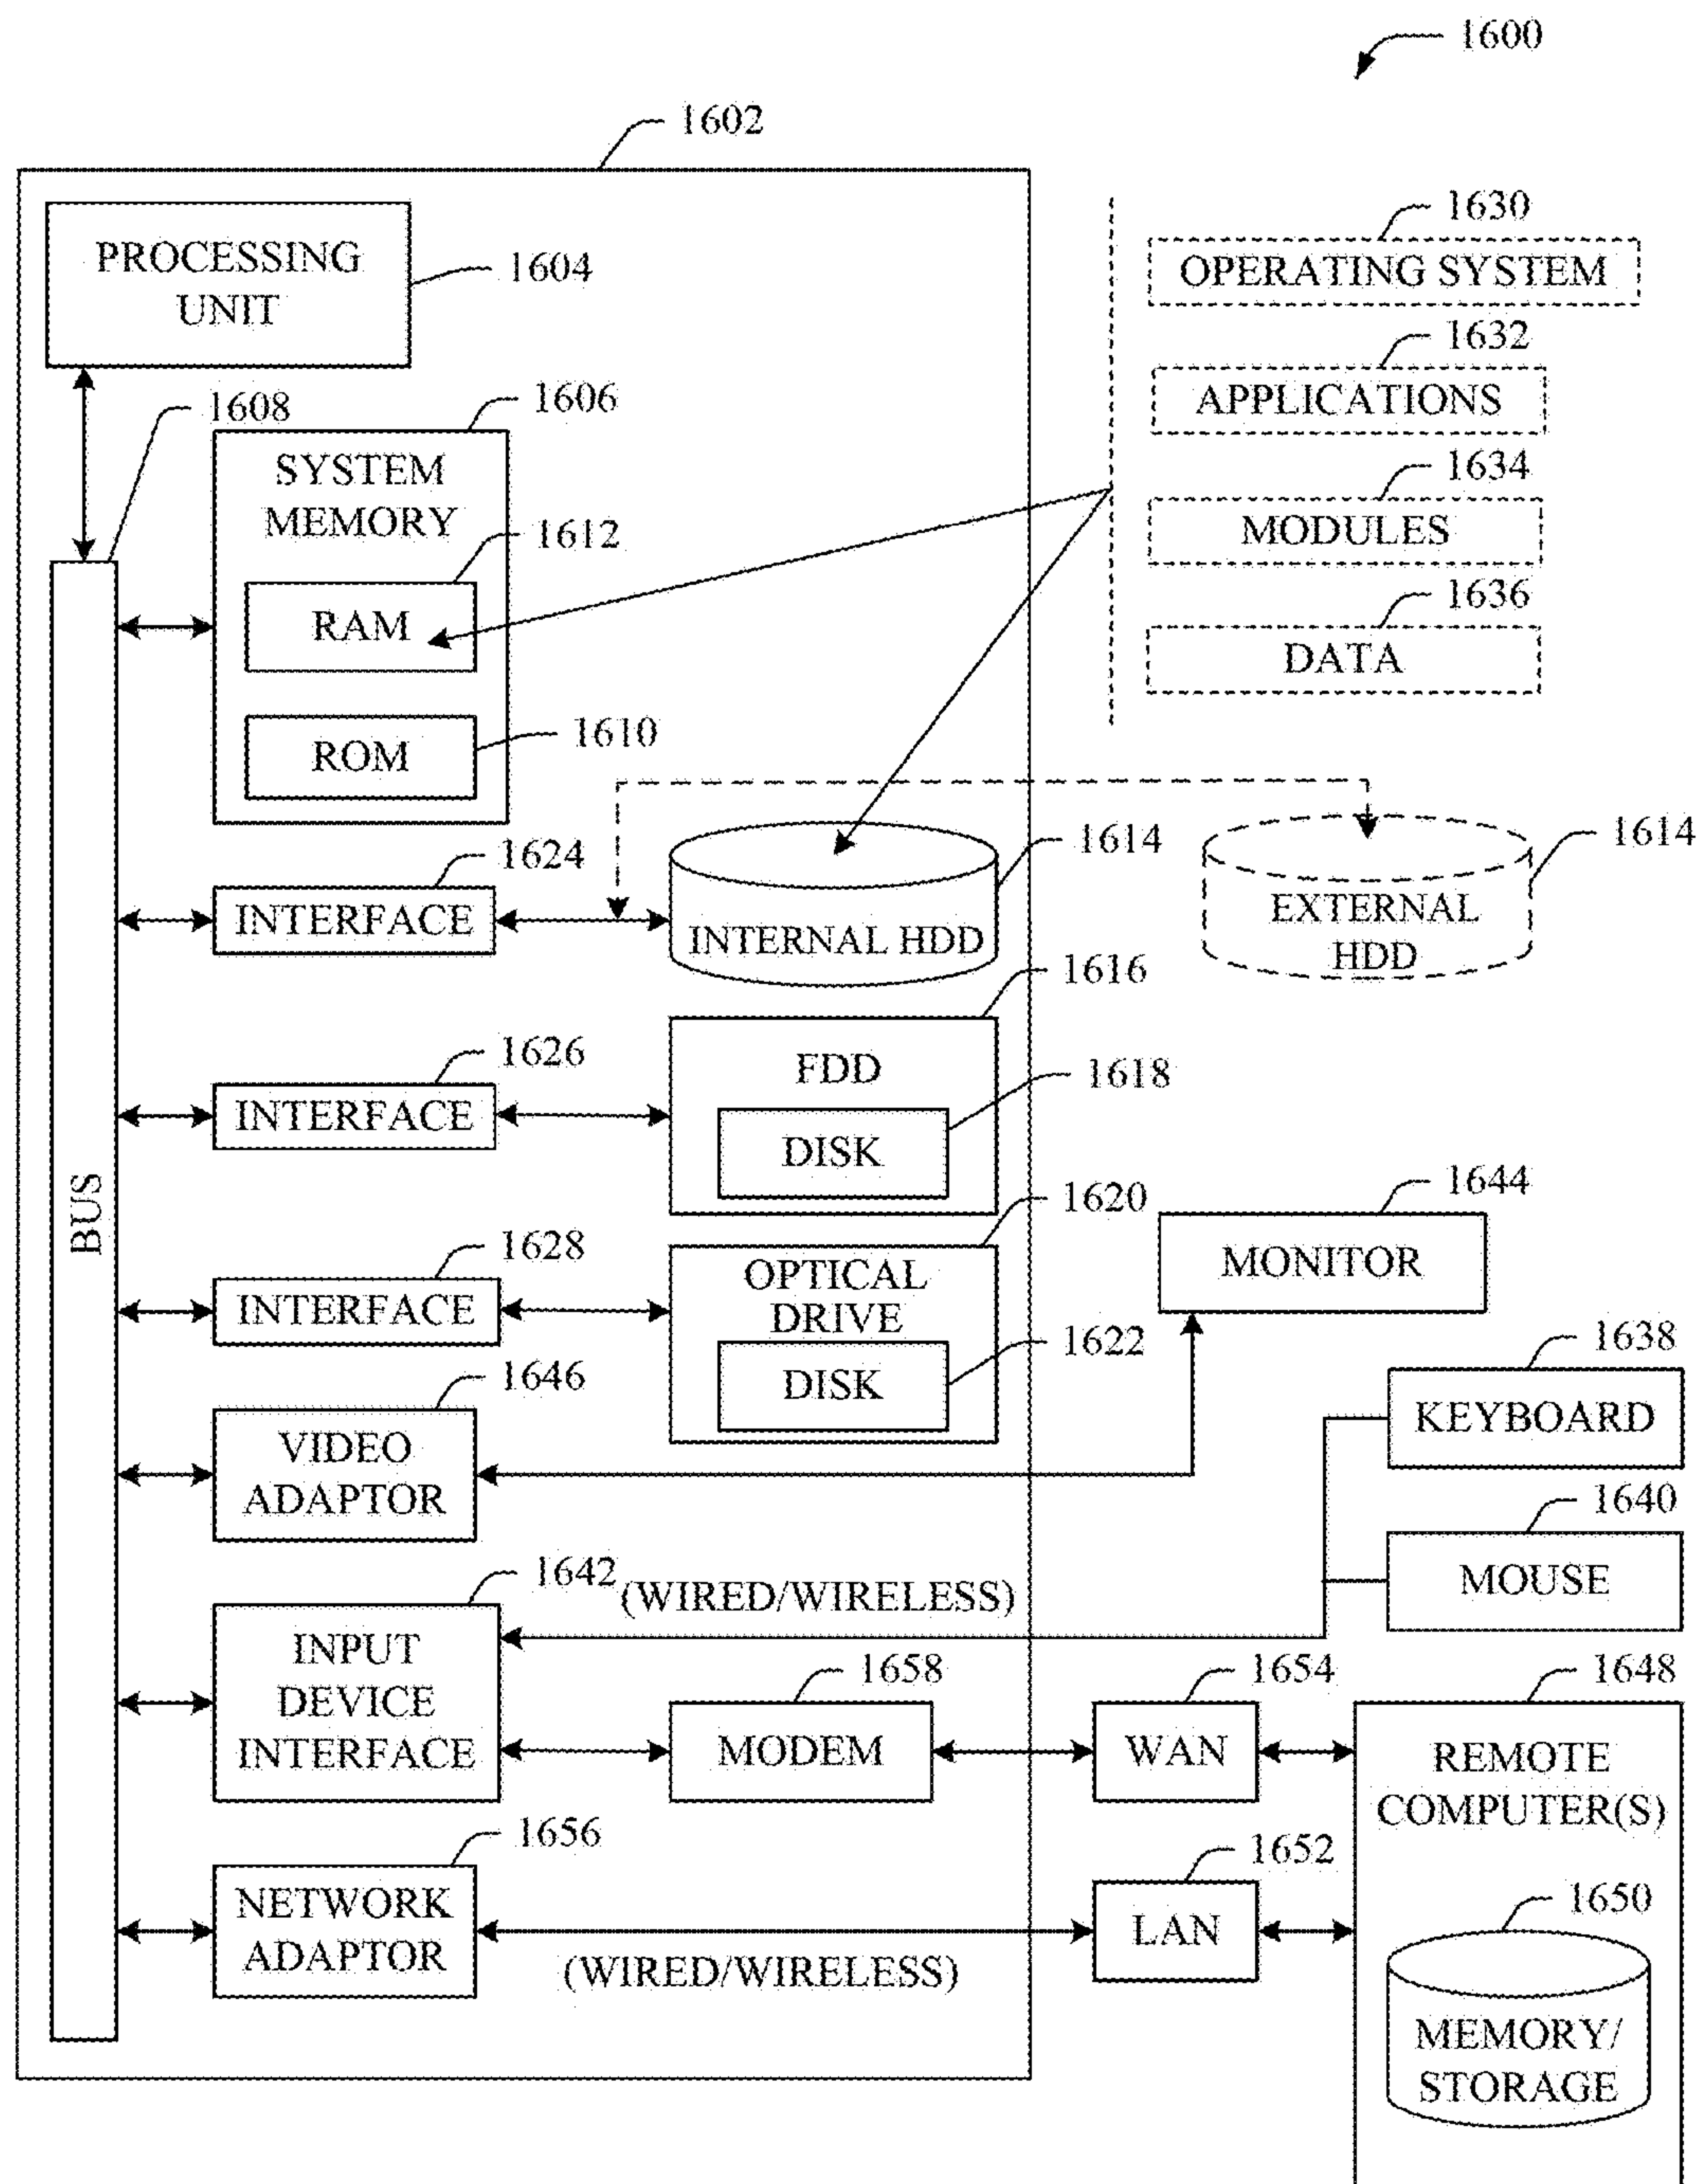 1600
1602
PROCESSING
UNIT
1604
1630
OPERATING SYSTEM
1632
APPLICATIONS
1634
MODULES
1636
DATA
1608
1606
SYSTEM
MEMORY
1612
RAM
1610
ROM
1624
INTERFACE
1614
INTERNAL HDD
1614
EXTERNAL
HDD
1616
FDD
1626
INTERFACE
1618
DISK
BUS
1620
OPTICAL
DRIVE
1628
INTERFACE
1622
DISK
1644
MONITOR
1646
VIDEO
ADAPTOR
1638
KEYBOARD
1640
MOUSE
1642
(WIRED/WIRELESS)
INPUT
DEVICE
INTERFACE
1658
MODEM
1654
WAN
1648
REMOTE
COMPUTER(S)
1656
NETWORK
ADAPTOR
(WIRED/WIRELESS)
1652
LAN
1650
MEMORY/
STORAGE